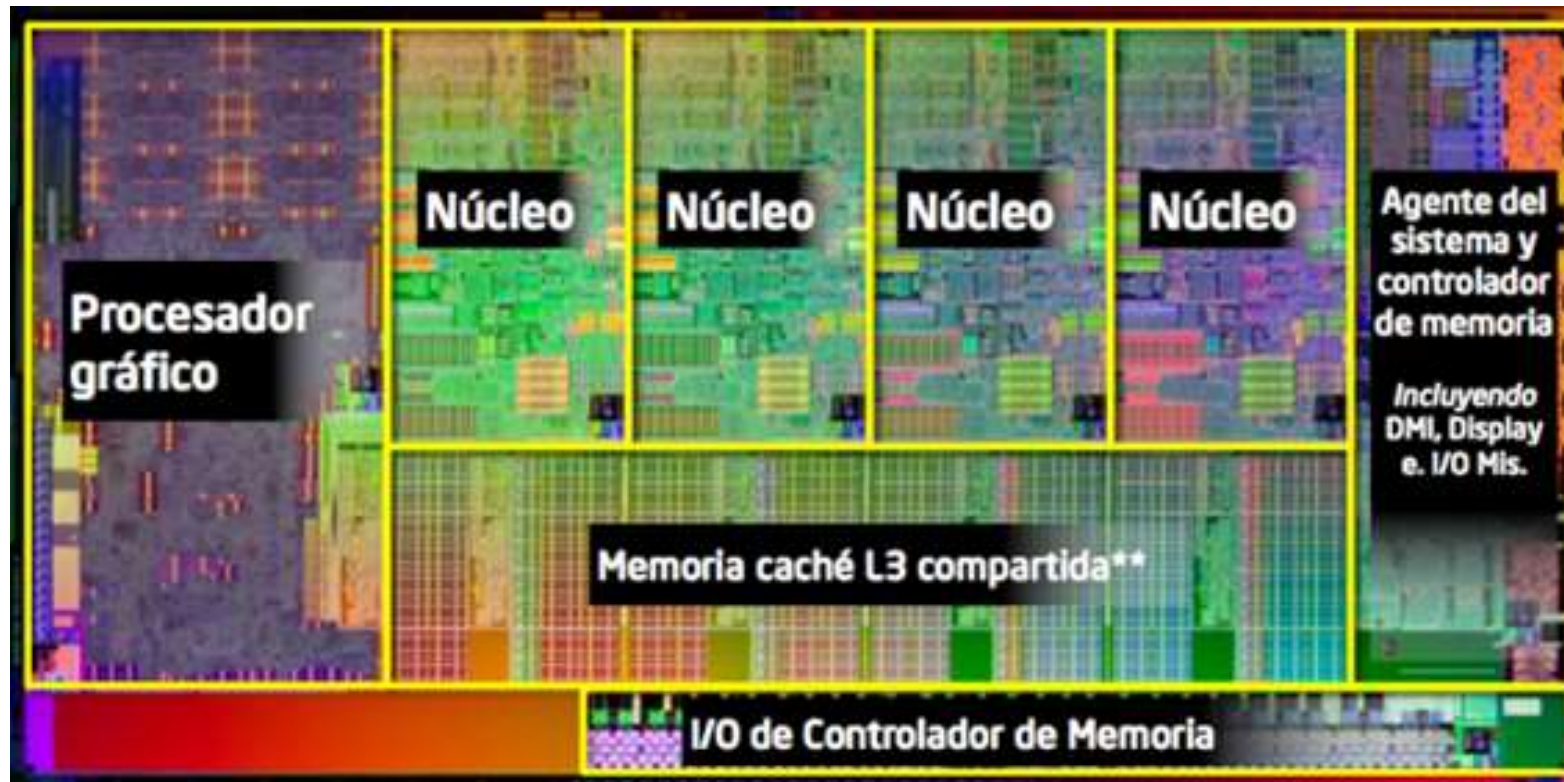 Procesador
gráfico
Núcleo
Núcleo
Núcleo
Núcleo
Agente del
sistema y
controlador
de memoria
Incluyendo
DMI, Display
e. I/O Mis.
Memoria caché L3 compartida**
I/O de Controlador de Memoria